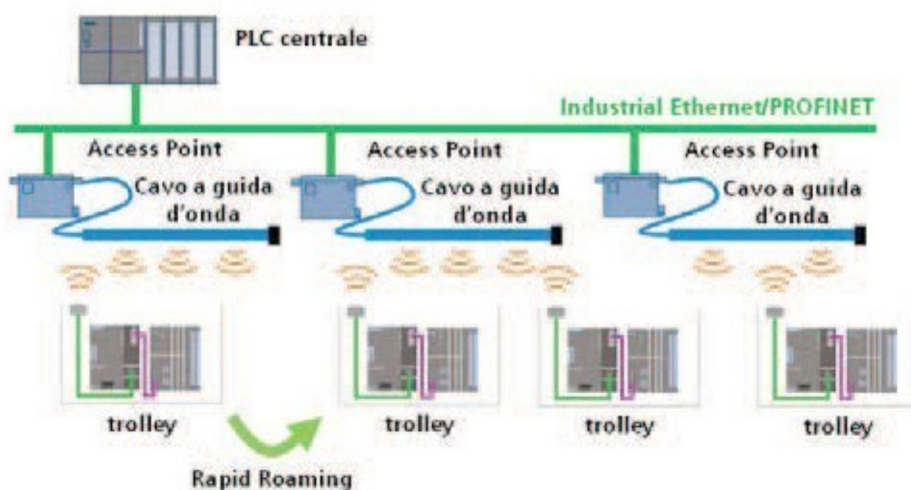 PLC centrale
Industrial Ethernet/PROFINET
Access Point
Access Point
Access Point
Cavo a guida
d'onda
Cavo a guida
d'onda
Cavo a guida
d'onda
trolley
trolley
trolley
trolley
Rapid Roaming